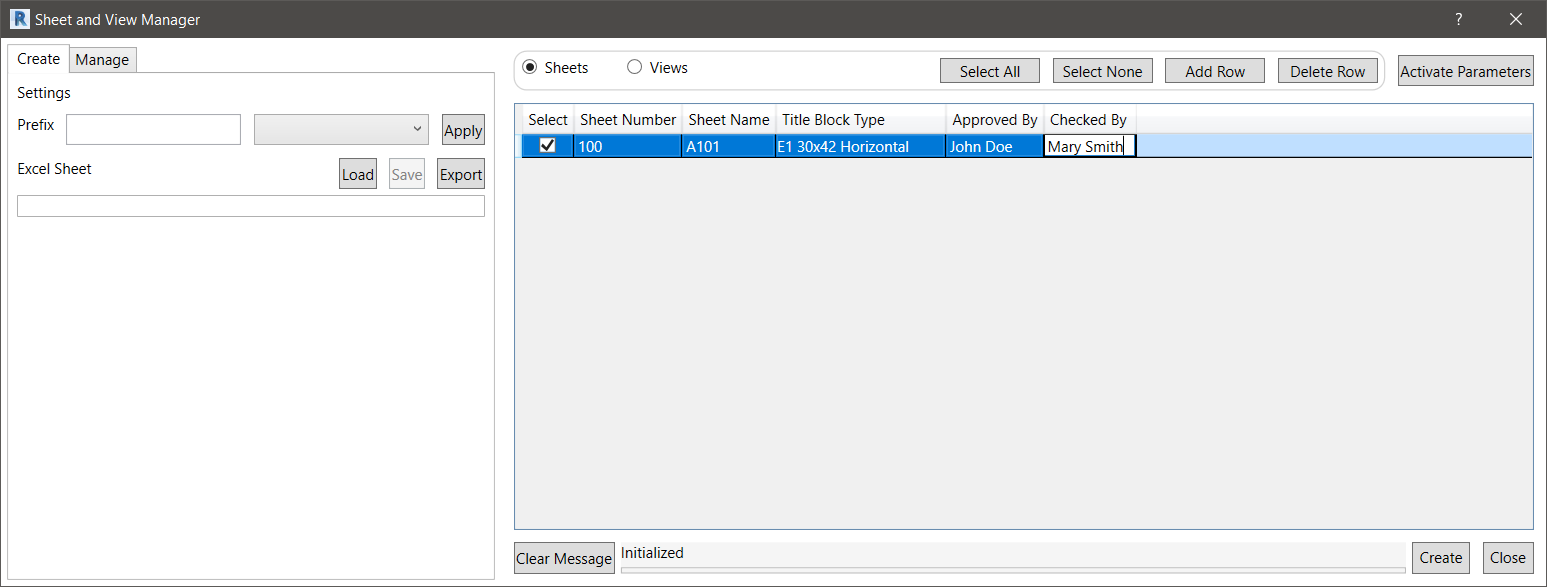 R Sheet and View Manager ?
Create Manage
Settings
Prefix Apply
Excel Sheet Load Save Export
Sheets Views Select All Select None Add Row Delete Row Activate Parameters
Select Sheet Number Sheet Name Title Block Type Approved By Checked By
100 A101 E1 30x42 Horizontal John Doe Mary Smith
Clear Message Initialized Create Close